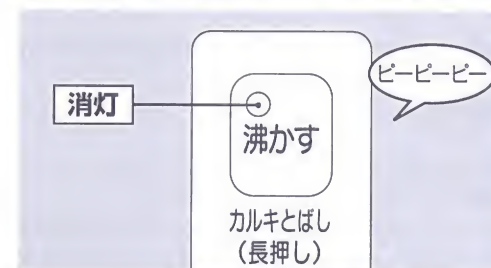 消灯
ピーピーピー
沸かす
カルキとばし
（長押し）